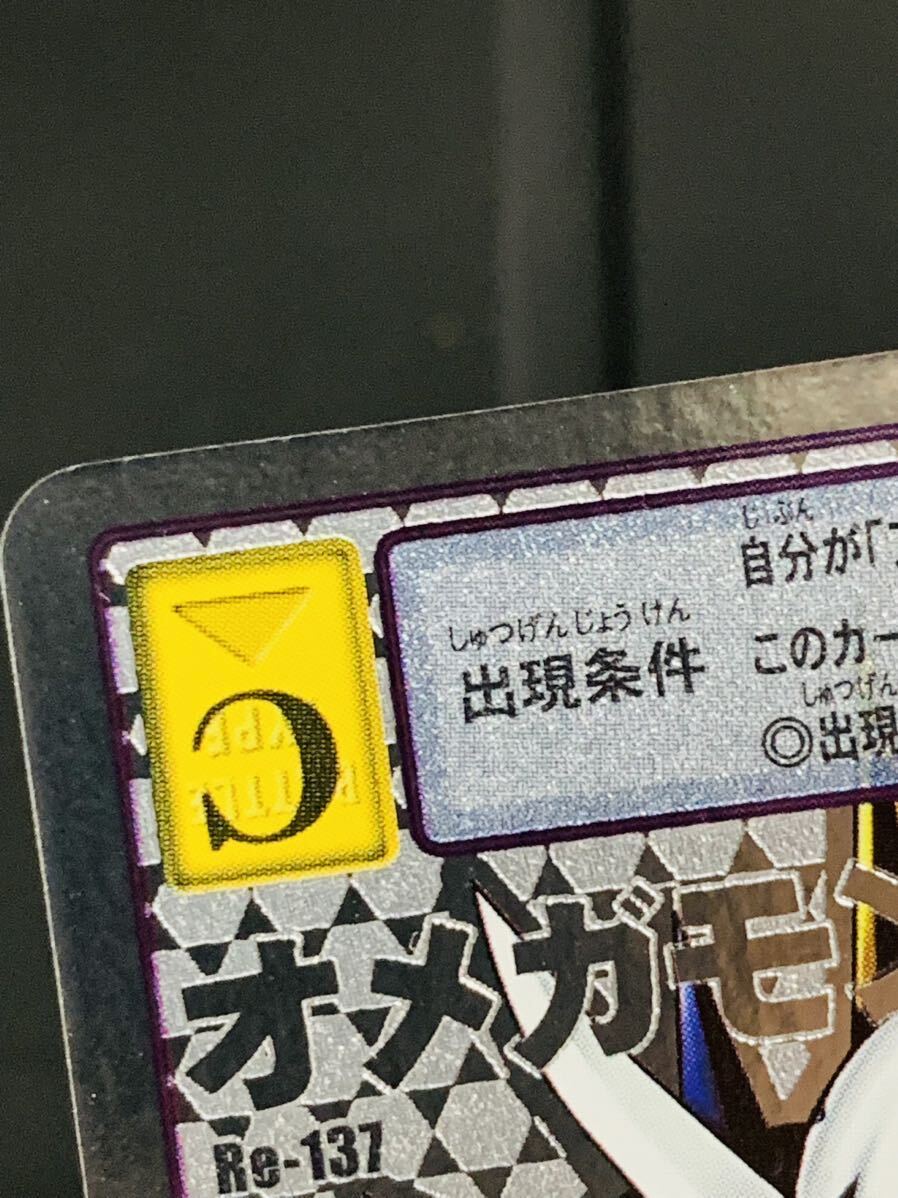 じぶん
自分が「
しゅつげんじょうけん
出現条件
このカー
しゅつげん
◎出現
C
BATTLE
TYPE
オメガモン
Re-137